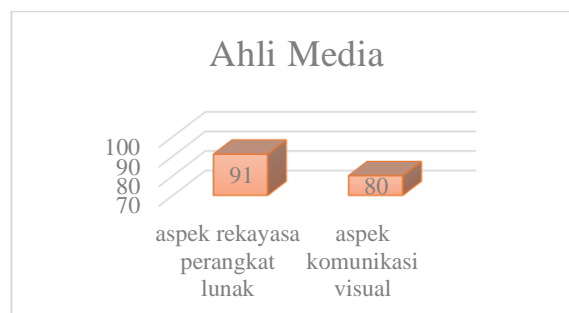 Ahli Media
100
90
80
70
91
80
aspek rekayasa
perangkat
lunak
aspek
komunikasi
visual